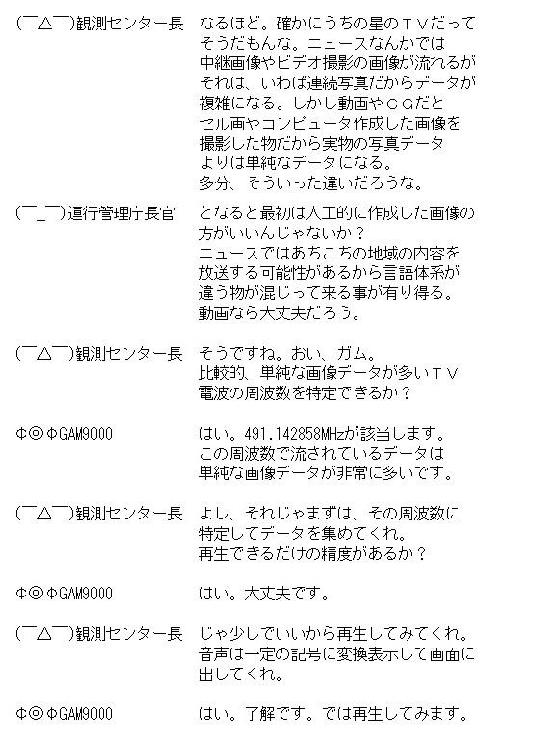 (￣△￣)観測センター長　なるほど。確かにうちの星のＴＶだって
そうだもんな。ニュースなんかでは
中継画像やビデオ撮影の画像が流れるが
それは、いわば連続写真だからデータが
複雑になる。しかし動画やＣＧだと
セル画やコンピュータ作成した画像を
撮影した物だから実物の写真データ
よりは単純なデータになる。
多分、そういった違いだろうな。
(￣_￣)運行管理庁長官　となると最初は人工的に作成した画像の
方がいいんじゃないか？
ニュースではあちこちの地域の内容を
放送する可能性があるから言語体系が
違う物が混じって来る事が有り得る。
動画なら大丈夫だろう。
(￣△￣)観測センター長　そうですね。おい、ガム。
比較的、単純な画像データが多いＴＶ
電波の周波数を特定できるか？
Φ◎ΦGAM9000　はい。491.142858MHzが該当します。
この周波数で流されているデータは
単純な画像データが非常に多いです。
(￣△￣)観測センター長　よし、それじゃまずは、その周波数に
特定してデータを集めてくれ。
再生できるだけの精度があるか？
Φ◎ΦGAM9000　はい。大丈夫です。
(￣△￣)観測センター長　じゃ少しでいいから再生してみてくれ。
音声は一定の記号に変換表示して画面に
出してくれ。
Φ◎ΦGAM9000　はい。了解です。では再生してみます。